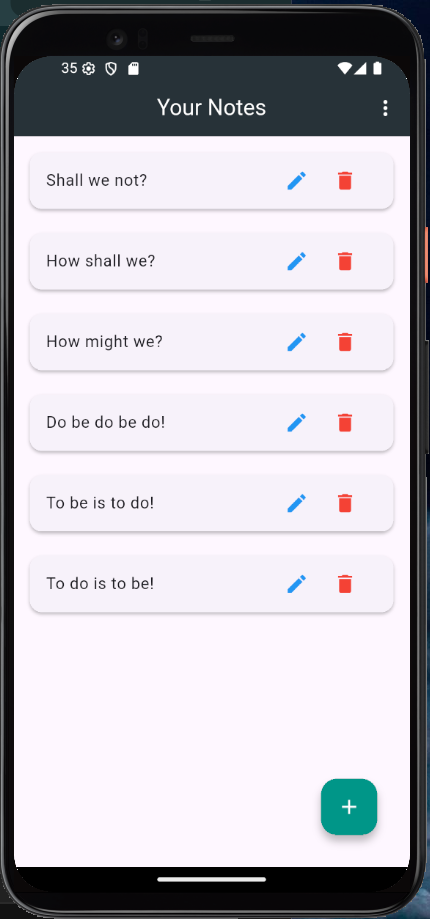 35
Your Notes
Shall we not?
How shall we?
How might we?
Do be do be do!
To be is to do!
To do is to be!
+